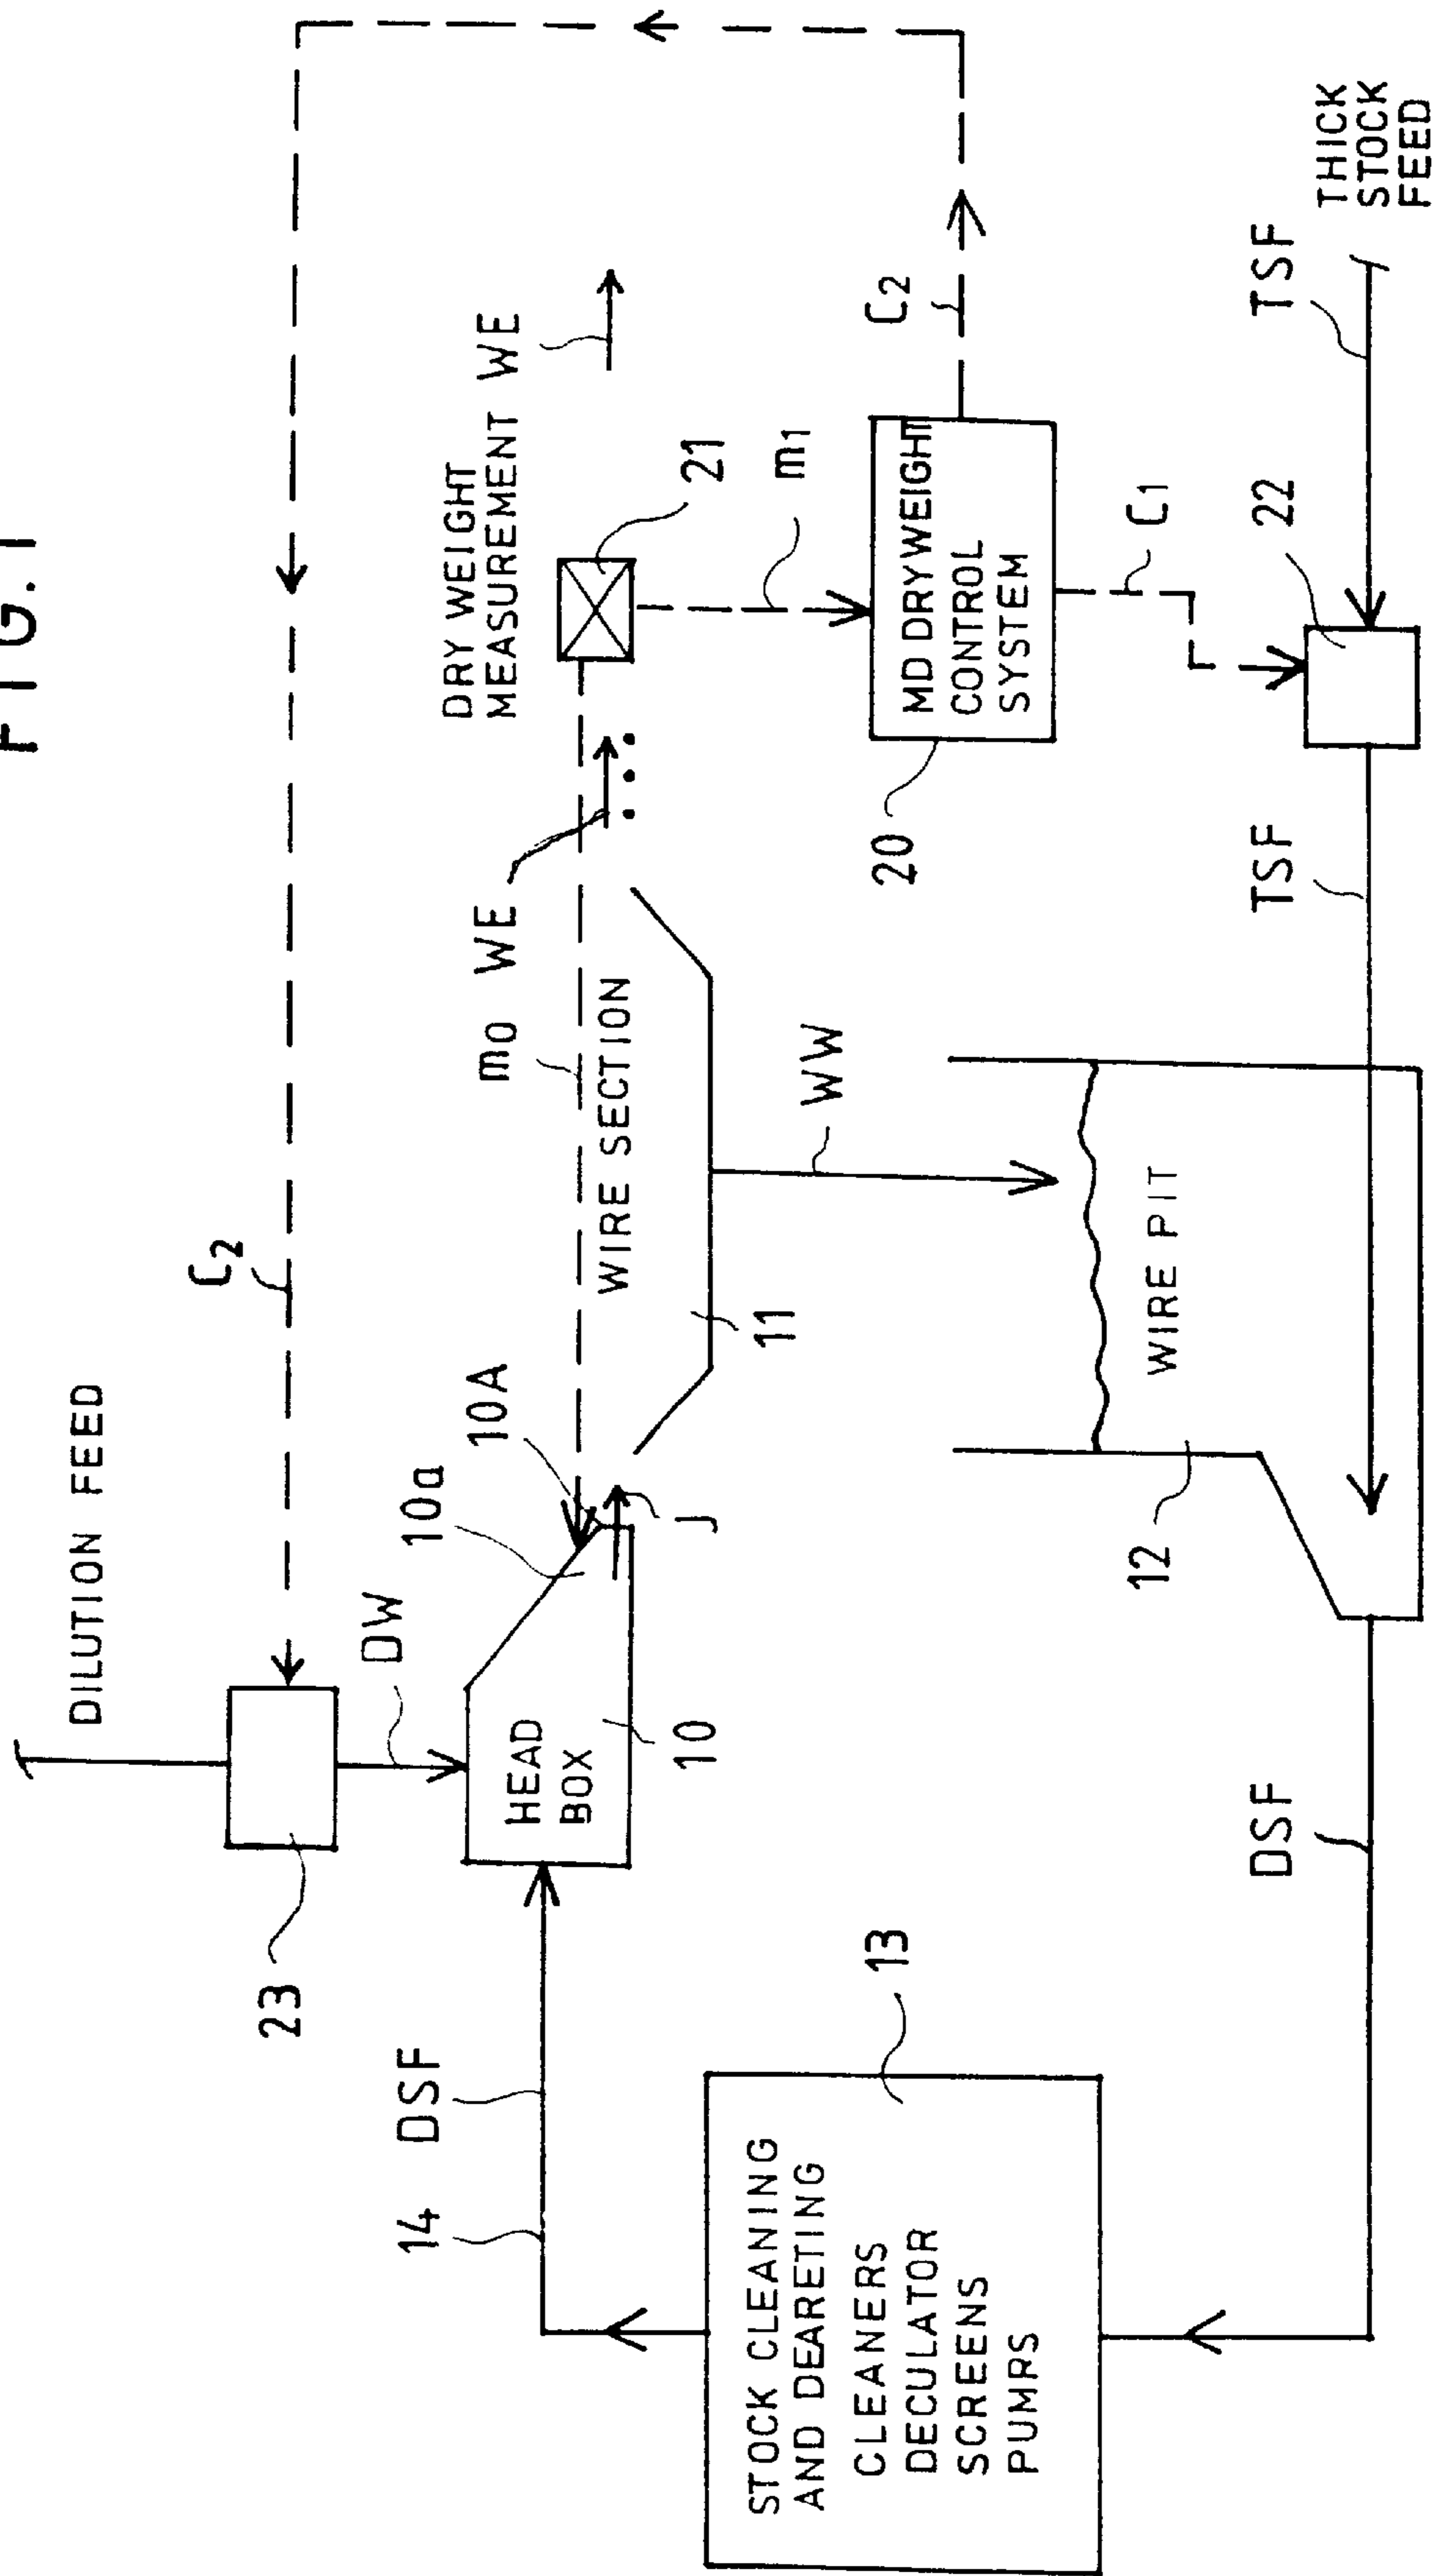 FIG. 1
DILUTION FEED
C2
23
DW
DRY WEIGHT
MEASUREMENT
WE
14
DSF
HEAD
BOX
10
10a
10A
J
m0
WE
WIRE SECTION
11
21
m1
C2
MD DRYWEIGHT
CONTROL
SYSTEM
20
C1
WW
13
STOCK CLEANING
AND DEARETING
CLEANERS
DECULATOR
SCREENS
PUMRS
WIRE PIT
12
DSF
TSF
22
TSF
THICK
STOCK
FEED